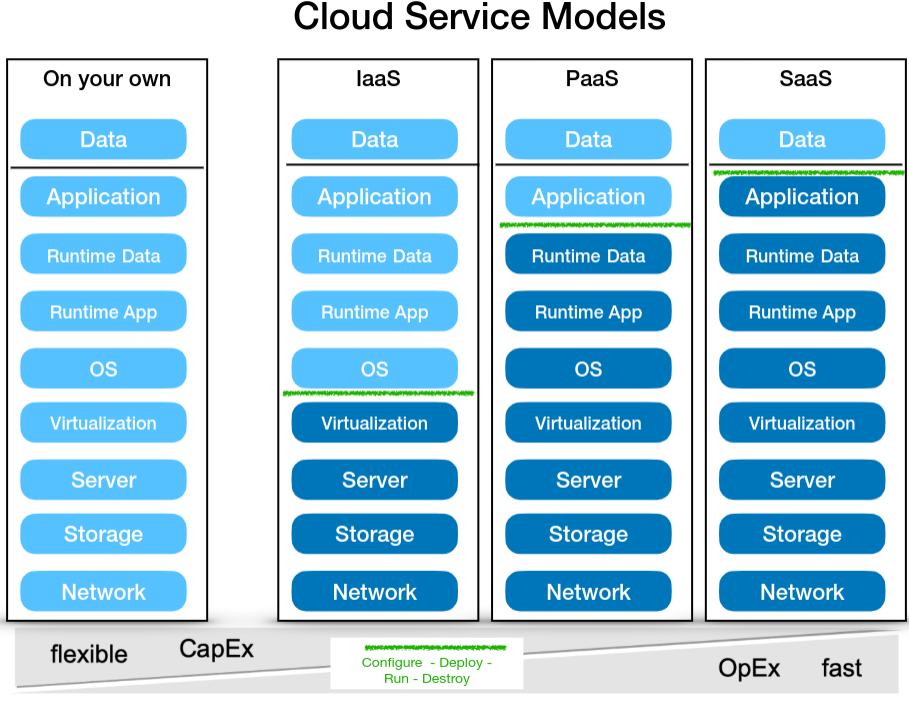 Cloud Service Models
On your own
Data
Application
Runtime Data
Runtime App
OS
Virtualization
Server
Storage
Network
IaaS
Data
Application
Runtime Data
Runtime App
OS
Virtualization
Server
Storage
Network
PaaS
Data
Application
Runtime Data
Runtime App
OS
Virtualization
Server
Storage
Network
SaaS
Data
Application
Runtime Data
Runtime App
OS
Virtualization
Server
Storage
Network
flexible
CapEx
Configure - Deploy -
Run - Destroy
OpEx
fast